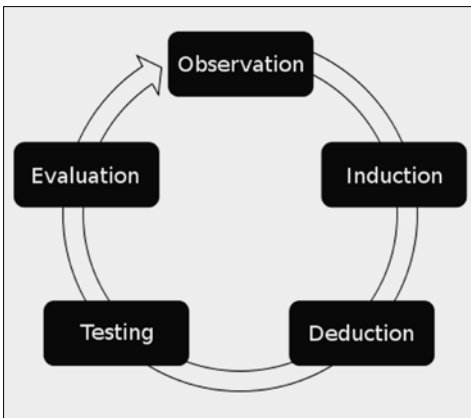 Observation
Induction
Deduction
Testing
Evaluation